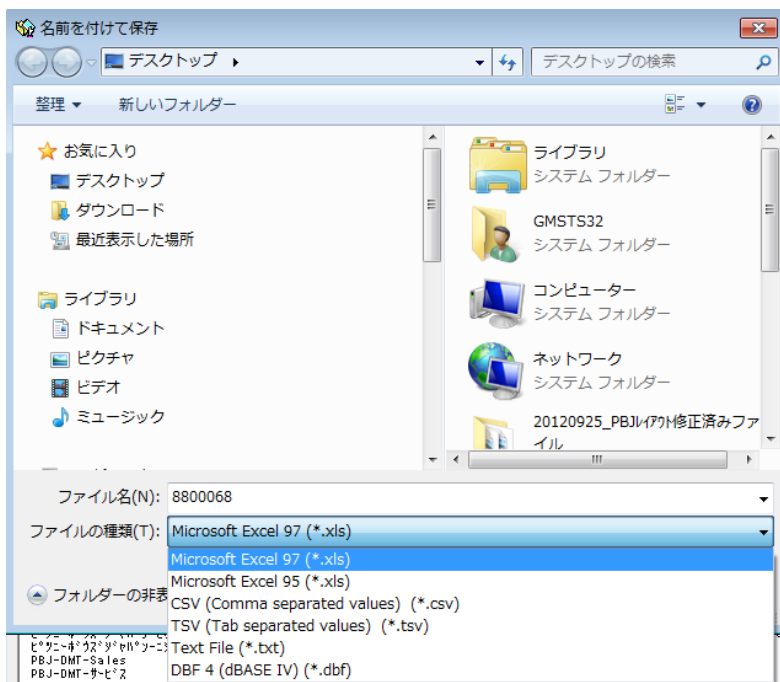 名前を付けて保存
デスクトップ
デスクトップの検索
整理
新しいフォルダー
お気に入り
デスクトップ
ダウンロード
最近表示した場所
ライブラリ
ドキュメント
ピクチャ
ビデオ
ミュージック
ライブラリ
システム フォルダー
GMSTS32
システム フォルダー
コンピューター
システム フォルダー
ネットワーク
システム フォルダー
20120925_PBJﾚｲｱｳﾄ修正済みファ
イル
ファイル名(N): 8800068
ファイルの種類(T): Microsoft Excel 97 (*.xls)
Microsoft Excel 97 (*.xls)
Microsoft Excel 95 (*.xls)
CSV (Comma separated values) (*.csv)
TSV (Tab separated values) (*.tsv)
Text File (*.txt)
DBF 4 (dBASE IV) (*.dbf)
フォルダーの非表
PBJ-DMT-Sales
PBJ-DMT-ｻｰﾋﾞｽ